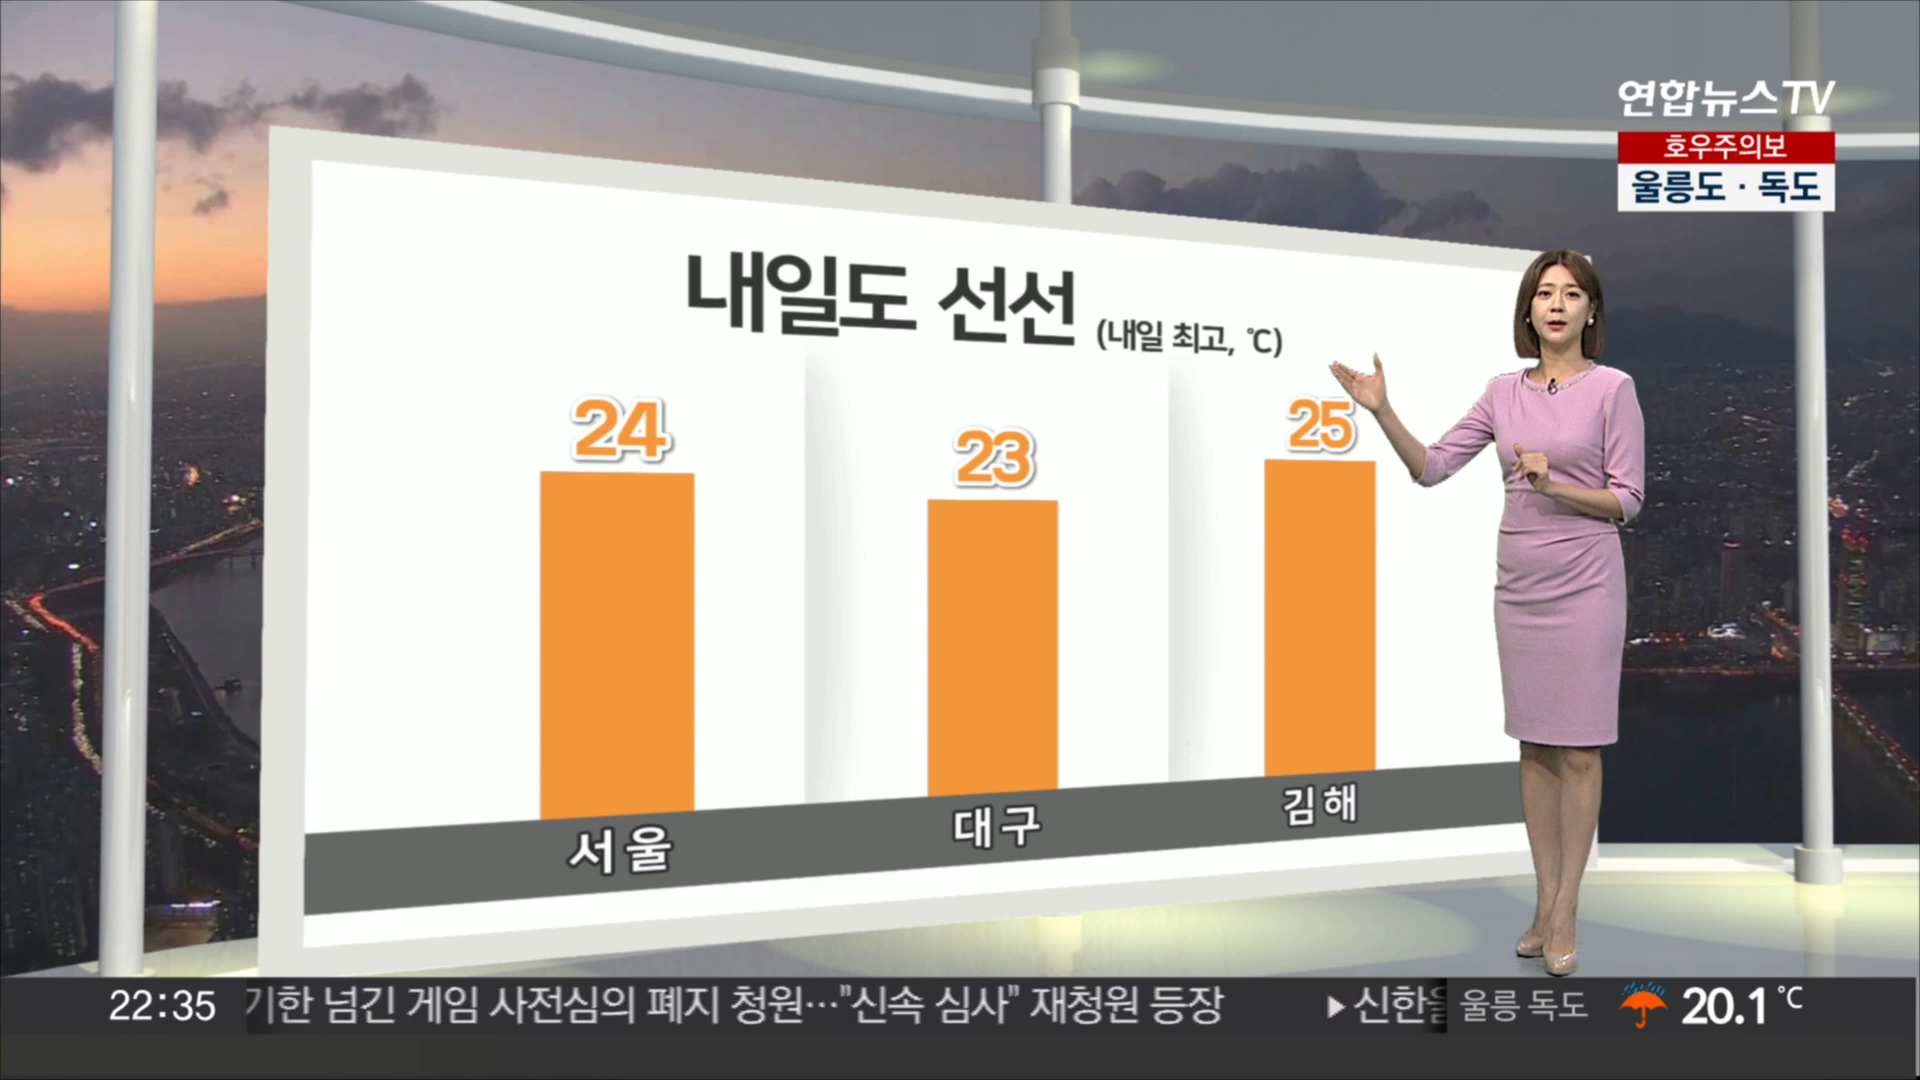 연합뉴스TV
호우주의보
울릉도·독도
내일도 선선 (내일 최고, ℃)
24
23
25
서울
대구
김해
22:35
기한 넘긴 게임 사전심의 폐지 청원…"신속 심사" 재청원 등장
▶신한울
울릉 독도
20.1℃